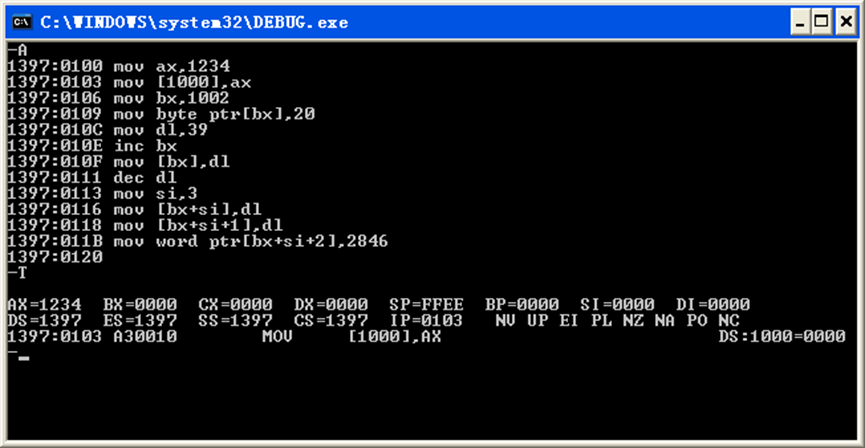 C:\WINDOWS\system32\DEBUG.exe
-A
1397:0100 mov ax,1234
1397:0103 mov [1000],ax
1397:0106 mov bx,1002
1397:0109 mov byte ptr[bx],20
1397:010C mov dl,39
1397:010E inc bx
1397:010F mov [bx],dl
1397:0111 dec dl
1397:0113 mov si,3
1397:0116 mov [bx+si],dl
1397:0118 mov [bx+si+1],dl
1397:011B mov word ptr[bx+si+2],2846
1397:0120
-T
AX=1234  BX=0000  CX=0000  DX=0000  SP=FFEE  BP=0000  SI=0000  DI=0000
DS=1397  ES=1397  SS=1397  CS=1397  IP=0103   NV UP EI PL NZ NA PO NC
1397:0103 A30010        MOV     [1000],AX                          DS:1000=0000
-_